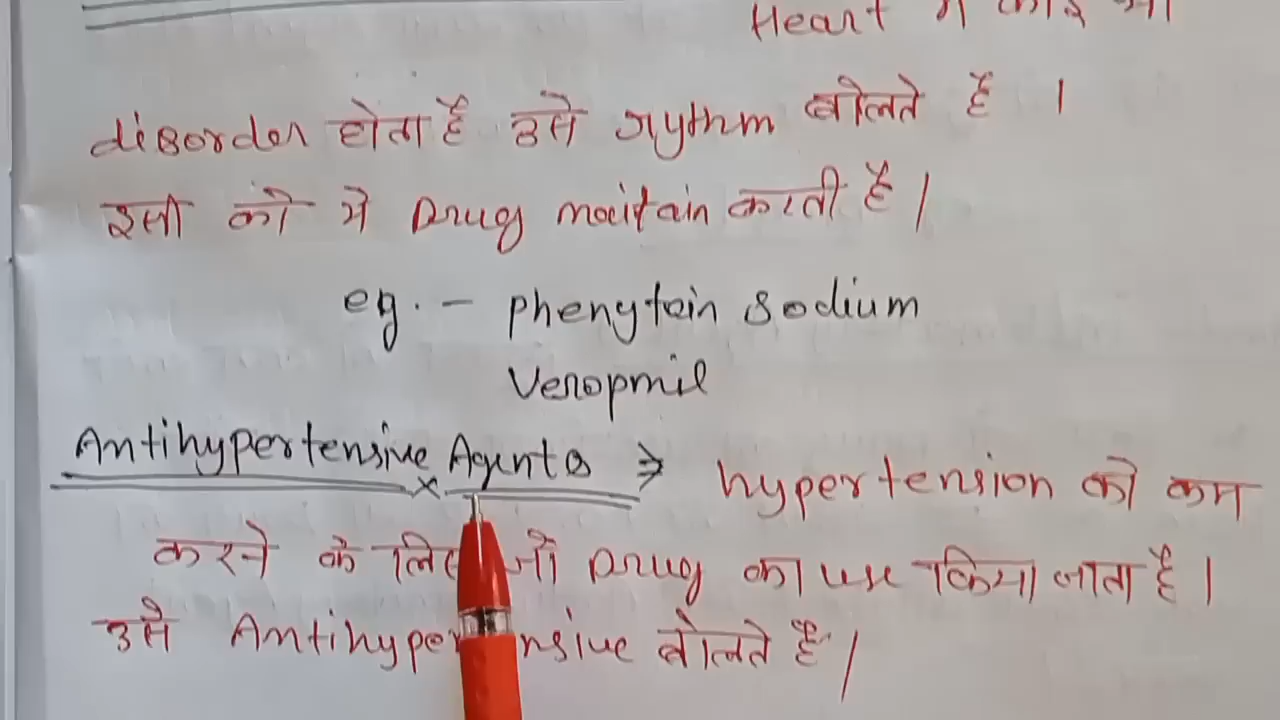 Heart में कोई भी
disorder होता है उसे rythm बोलते है ।
इसी को ये Drug maitain करती है ।
eg. - Phenytoin Sodium
Veropmil
Antihypertensive Agents ⇒ hypertension को कम
करने के लिए जो Drug का use किया जाता है ।
उसे Antihypertensive बोलते है ।